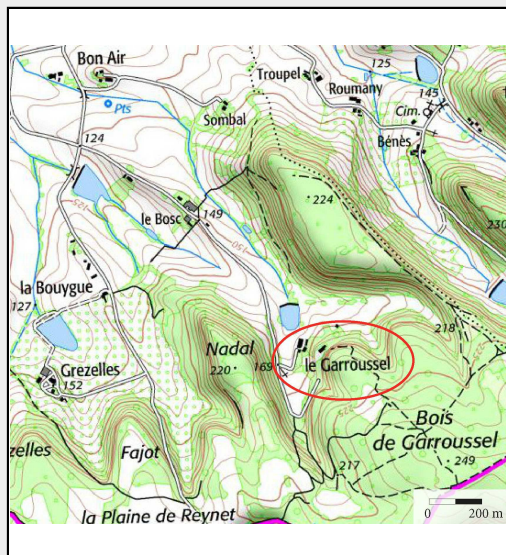 Bon Air
125
Troupel
Roumany
145
Pts
Sombal
Cim.
124
Bénès
224
149
le Bosc
230
125
150
la Bouygue
127
218
Nadal
169
le Garroussel
Grezelles
220
152
225
Bois
de Garroussel
zelles
Fajot
217
249
la Plaine de Reynet
0
200 m